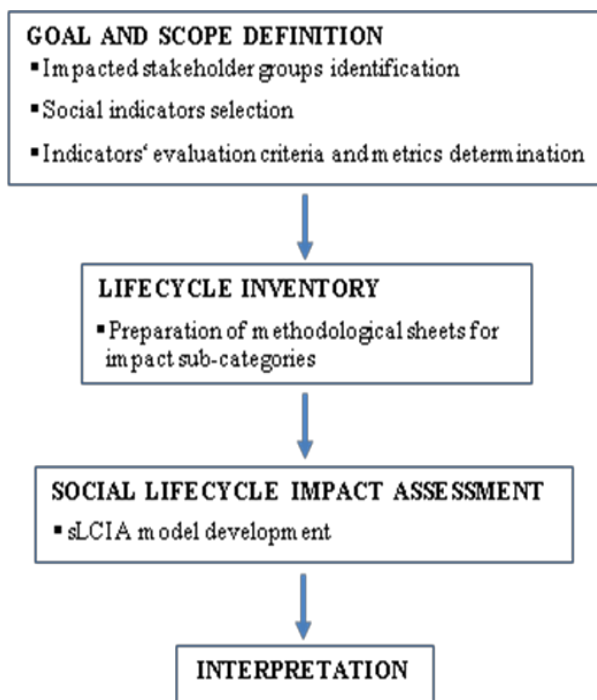 GOAL AND SCOPE DEFINITION
▪Impacted stakeholder groups identification
▪Social indicators selection
▪Indicators‘ evaluation criteria and metrics determination
LIFECYCLE INVENTORY
▪Preparation of methodological sheets for
impact sub-categories
SOCIAL LIFECYCLE IMPACT ASSESSMENT
▪sLCIA model development
INTERPRETATION